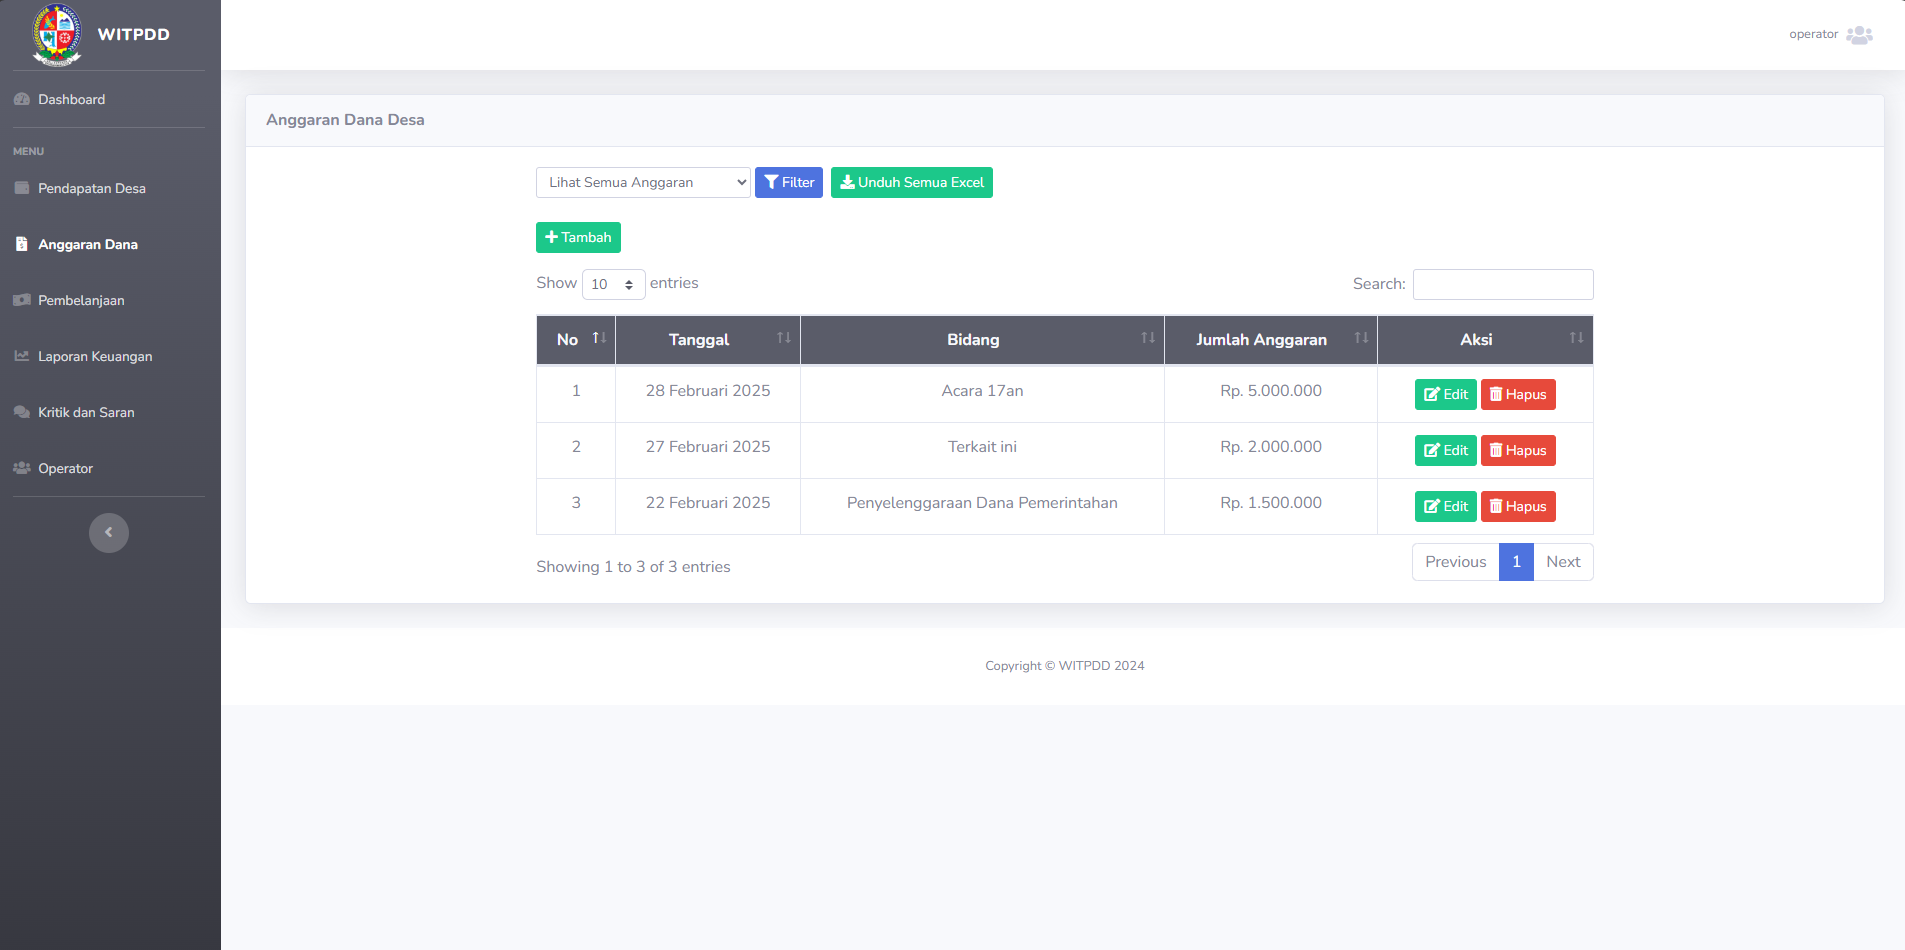 WITPDD
operator
Dashboard
MENU
Pendapatan Desa
Anggaran Dana
Pembelanjaan
Laporan Keuangan
Kritik dan Saran
Operator
Anggaran Dana Desa
Lihat Semua Anggaran Filter Unduh Semua Excel
Tambah
Show 10 entries Search:
No Tanggal Bidang Jumlah Anggaran Aksi
1 28 Februari 2025 Acara 17an Rp. 5.000.000 Edit Hapus
2 27 Februari 2025 Terkait ini Rp. 2.000.000 Edit Hapus
3 22 Februari 2025 Penyelenggaraan Dana Pemerintahan Rp. 1.500.000 Edit Hapus
Showing 1 to 3 of 3 entries Previous 1 Next
Copyright © WITPDD 2024